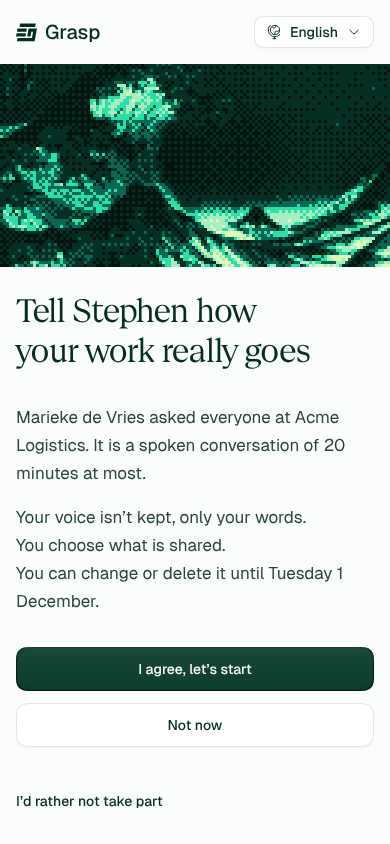 Grasp
English
Tell Stephen how
your work really goes
Marieke de Vries asked everyone at Acme
Logistics. It is a spoken conversation of 20
minutes at most.
Your voice isn’t kept, only your words.
You choose what is shared.
You can change or delete it until Tuesday 1
December.
I agree, let’s start
Not now
I’d rather not take part